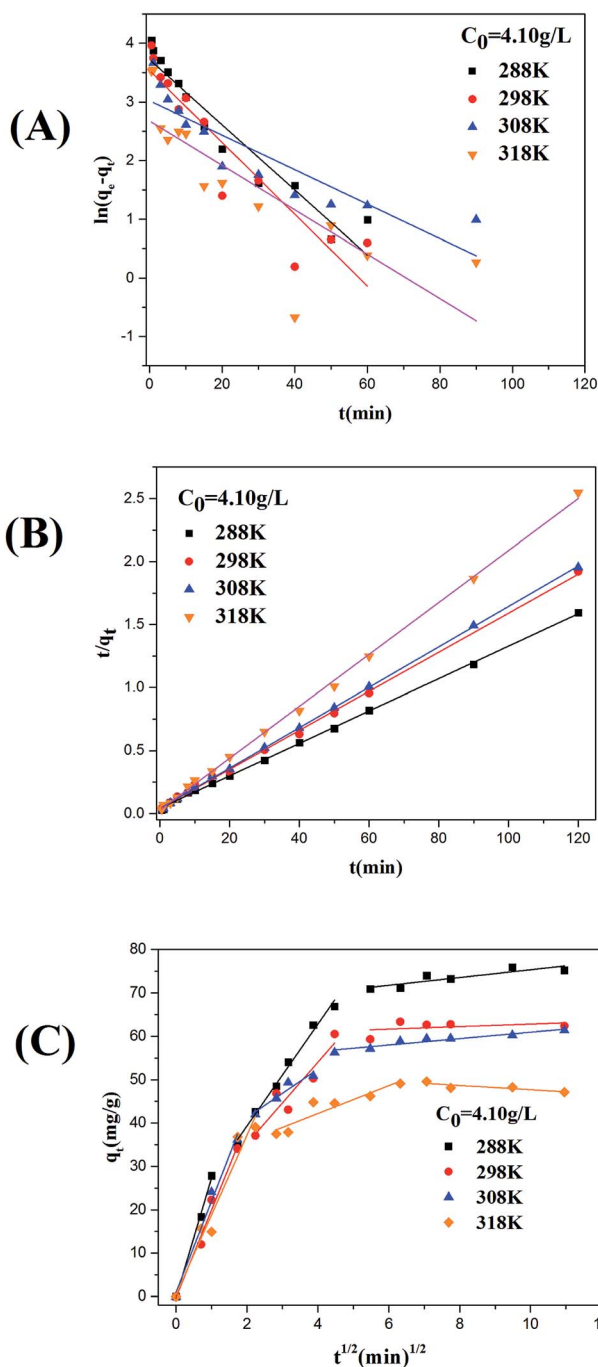 (A)
C0=4.10g/L
288K
298K
308K
318K
ln(qe-qt)
4
3
2
1
0
-1
0 20 40 60 80 100 120
t(min)
(B)
C0=4.10g/L
288K
298K
308K
318K
t/qt
2.5
2.0
1.5
1.0
0.5
0.0
0 20 40 60 80 100 120
t(min)
(C)
qt(mg/g)
80
70
60
50
40
30
20
10
0
C0=4.10g/L
288K
298K
308K
318K
0 2 4 6 8 10 1
t1/2(min)1/2